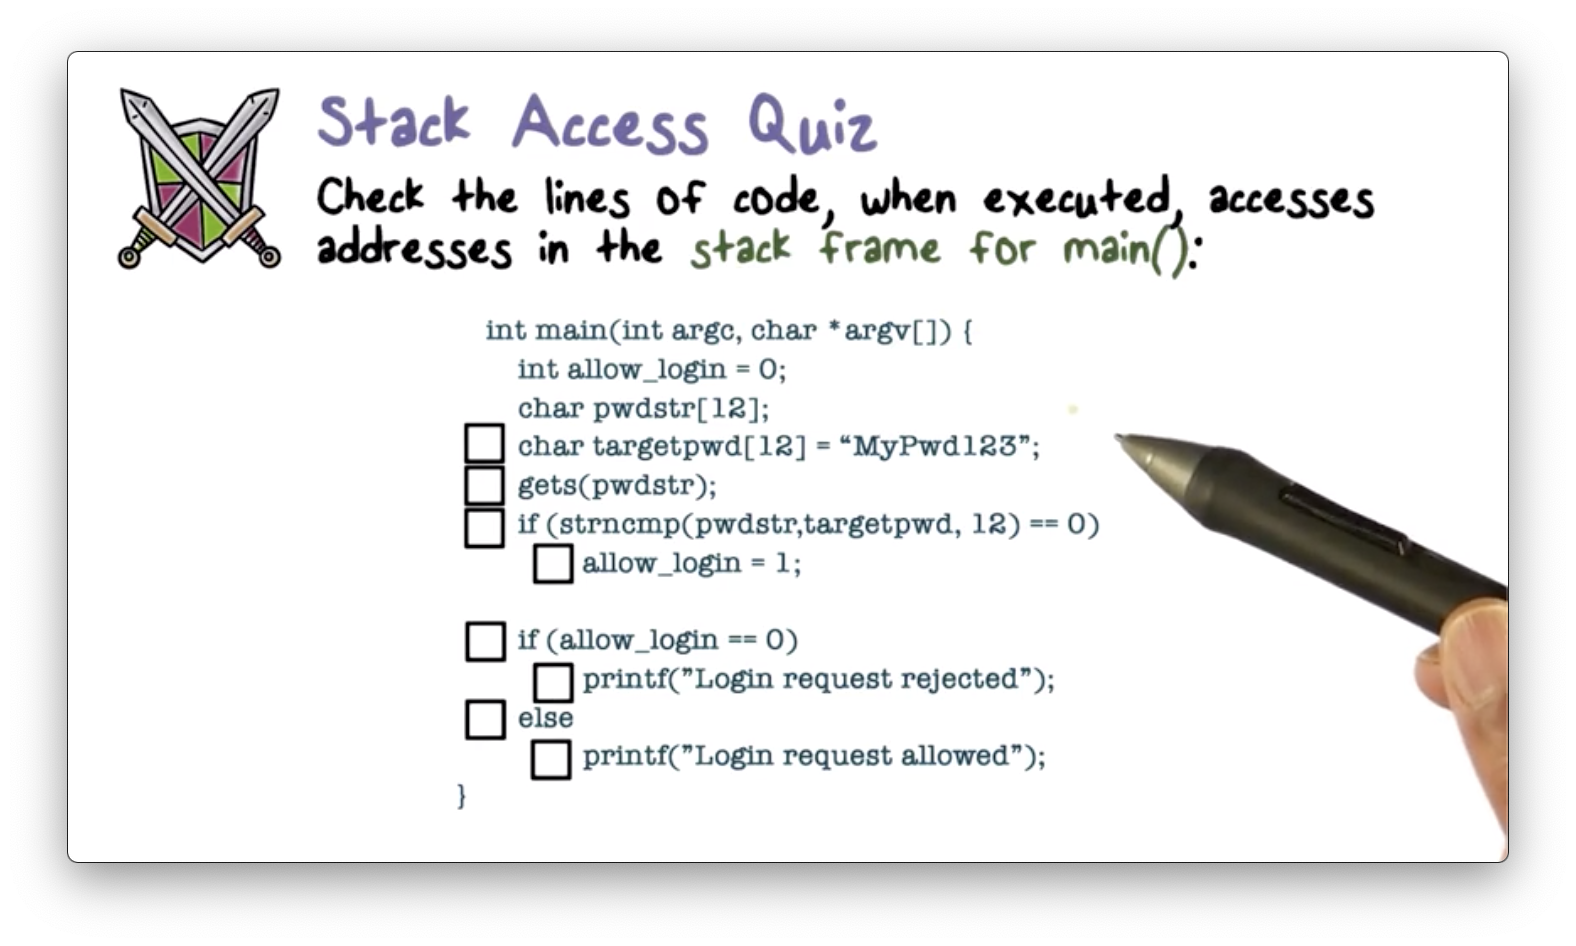 Stack Access Quiz
Check the lines of code, when executed, accesses
addresses in the stack frame for main():
int main(int argc, char *argv[]) {
int allow_login = 0;
char pwdstr[12];
char targetpwd[12] = “MyPwd123”;
gets(pwdstr);
if (strncmp(pwdstr,targetpwd, 12) == 0)
allow_login = 1;
if (allow_login == 0)
printf(”Login request rejected”);
else
printf(”Login request allowed”);
}